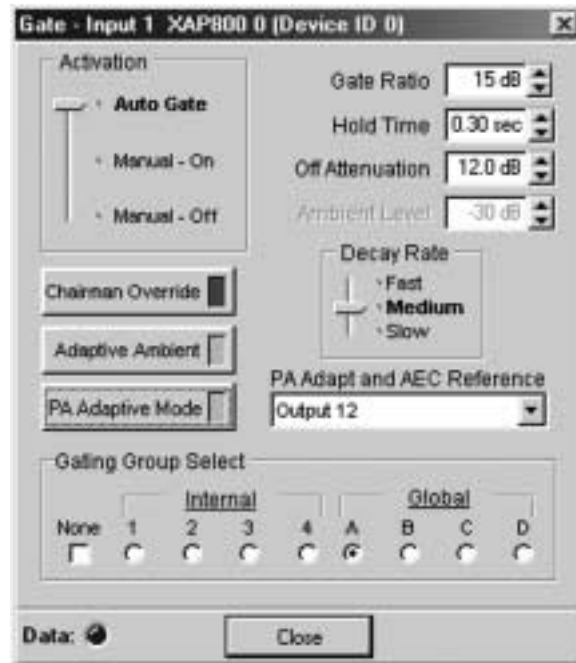 Gate - Input 1 XAP800 0 (Device ID 0)
Activation
Auto Gate
Manual - On
Manual - Off
Gate Ratio 15 dB
Hold Time 0.30 sec
Off Attenuation 12.0 dB
Ambient Level -30 dB
Decay Rate
Fast
Medium
Slow
Chairman Override
Adaptive Ambient
PA Adaptive Mode
PA Adapt and AEC Reference
Output 12
Gating Group Select
Internal Global
None 1 2 3 4 A B C D
Data:
Close